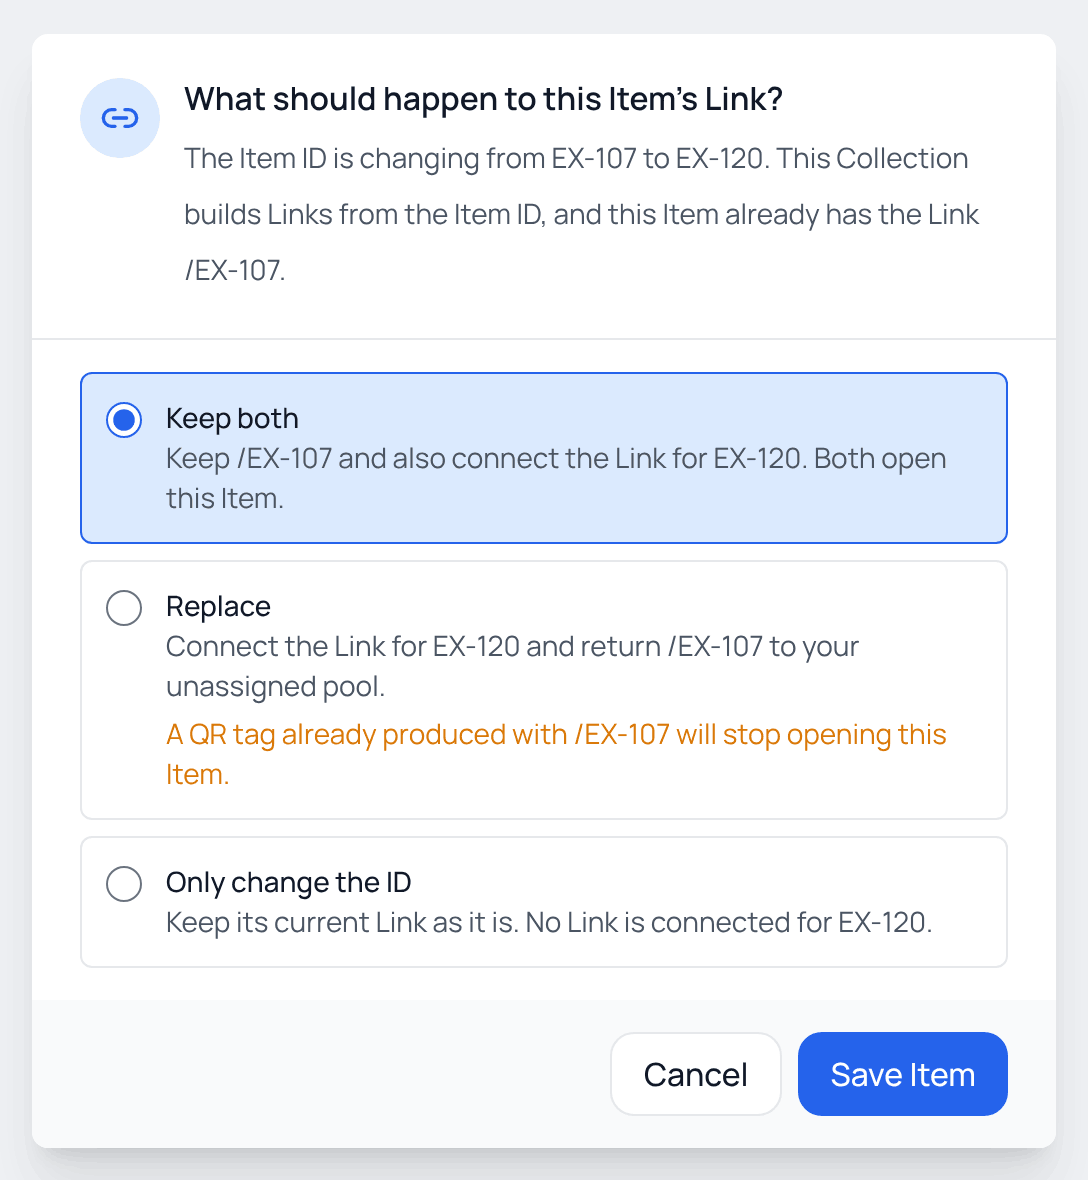 What should happen to this Item's Link?
The Item ID is changing from EX-107 to EX-120. This Collection
builds Links from the Item ID, and this Item already has the Link
/EX-107.
Keep both
Keep /EX-107 and also connect the Link for EX-120. Both open
this Item.
Replace
Connect the Link for EX-120 and return /EX-107 to your
unassigned pool.
A QR tag already produced with /EX-107 will stop opening this
Item.
Only change the ID
Keep its current Link as it is. No Link is connected for EX-120.
Cancel
Save Item